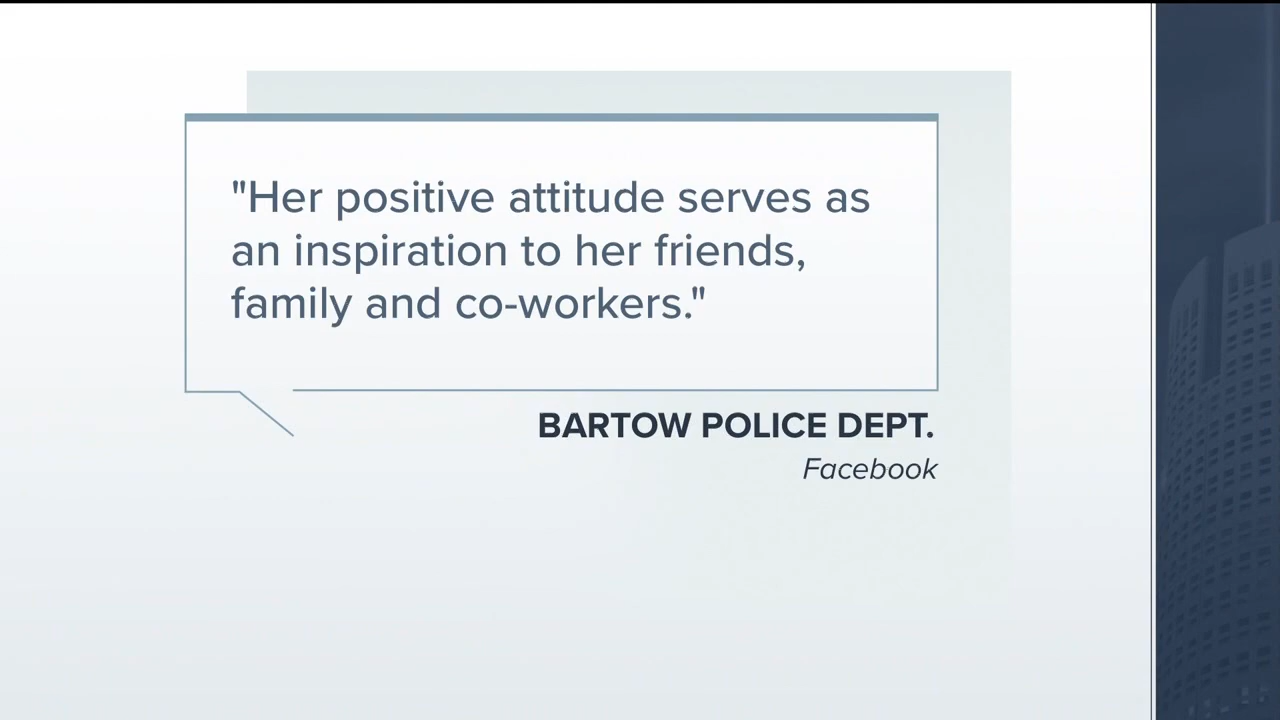 "Her positive attitude serves as
an inspiration to her friends,
family and co-workers."
BARTOW POLICE DEPT.
Facebook